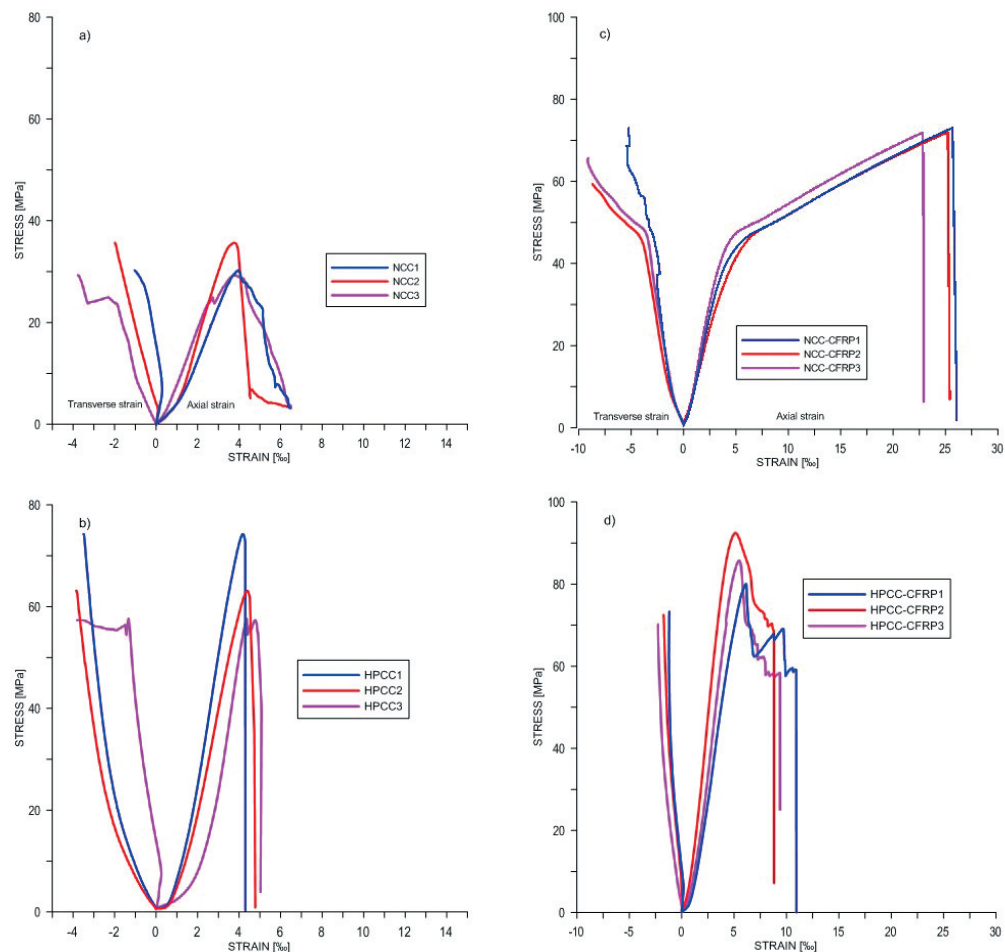 a)
80
60
40
20
0
STRESS [MPa]
NCC1
NCC2
NCC3
Transverse strain
Axial strain
-4 -2 0 2 4 6 8 10 12 14
STRAIN [‰]
c)
100
80
60
40
20
0
STRESS [MPa]
NCC-CFRP1
NCC-CFRP2
NCC-CFRP3
Transverse strain
Axial strain
-10 -5 0 5 10 15 20 25 30
STRAIN [‰]
b)
80
60
40
20
0
STRESS [MPa]
HPCC1
HPCC2
HPCC3
-4 -2 0 2 4 6 8 10 12 14
STRAIN [‰]
d)
100
80
60
40
20
0
STRESS [MPa]
HPCC-CFRP1
HPCC-CFRP2
HPCC-CFRP3
-10 -5 0 5 10 15 20 25 30
STRAIN [‰]